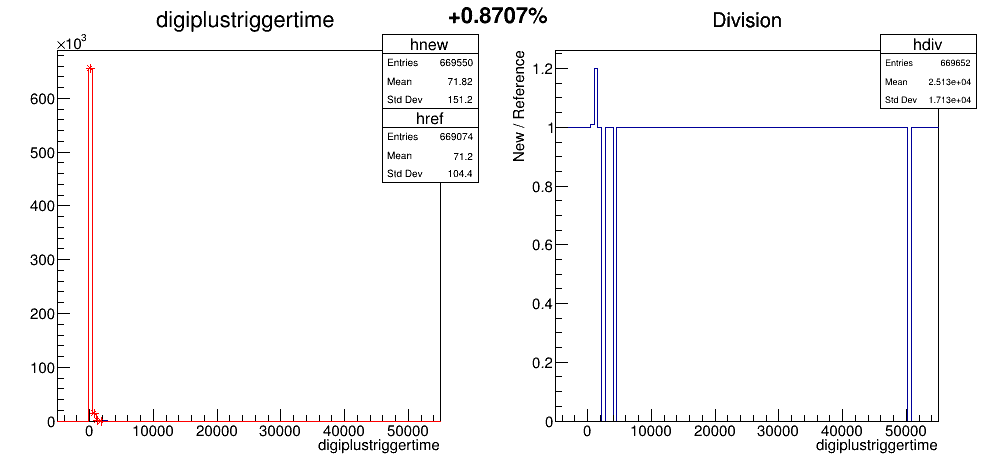 digiplustriggertime
+0.8707%
Division
×10³
hnew
Entries 669550
Mean 71.82
Std Dev 151.2
href
Entries 669074
Mean 71.2
Std Dev 104.4
600
500
400
300
200
100
0
0 10000 20000 30000 40000 50000
digiplustriggertime
hdiv
Entries 669652
Mean 2.513e+04
Std Dev 1.713e+04
New / Reference
1.2
1
0.8
0.6
0.4
0.2
0
0 10000 20000 30000 40000 50000
digiplustriggertime